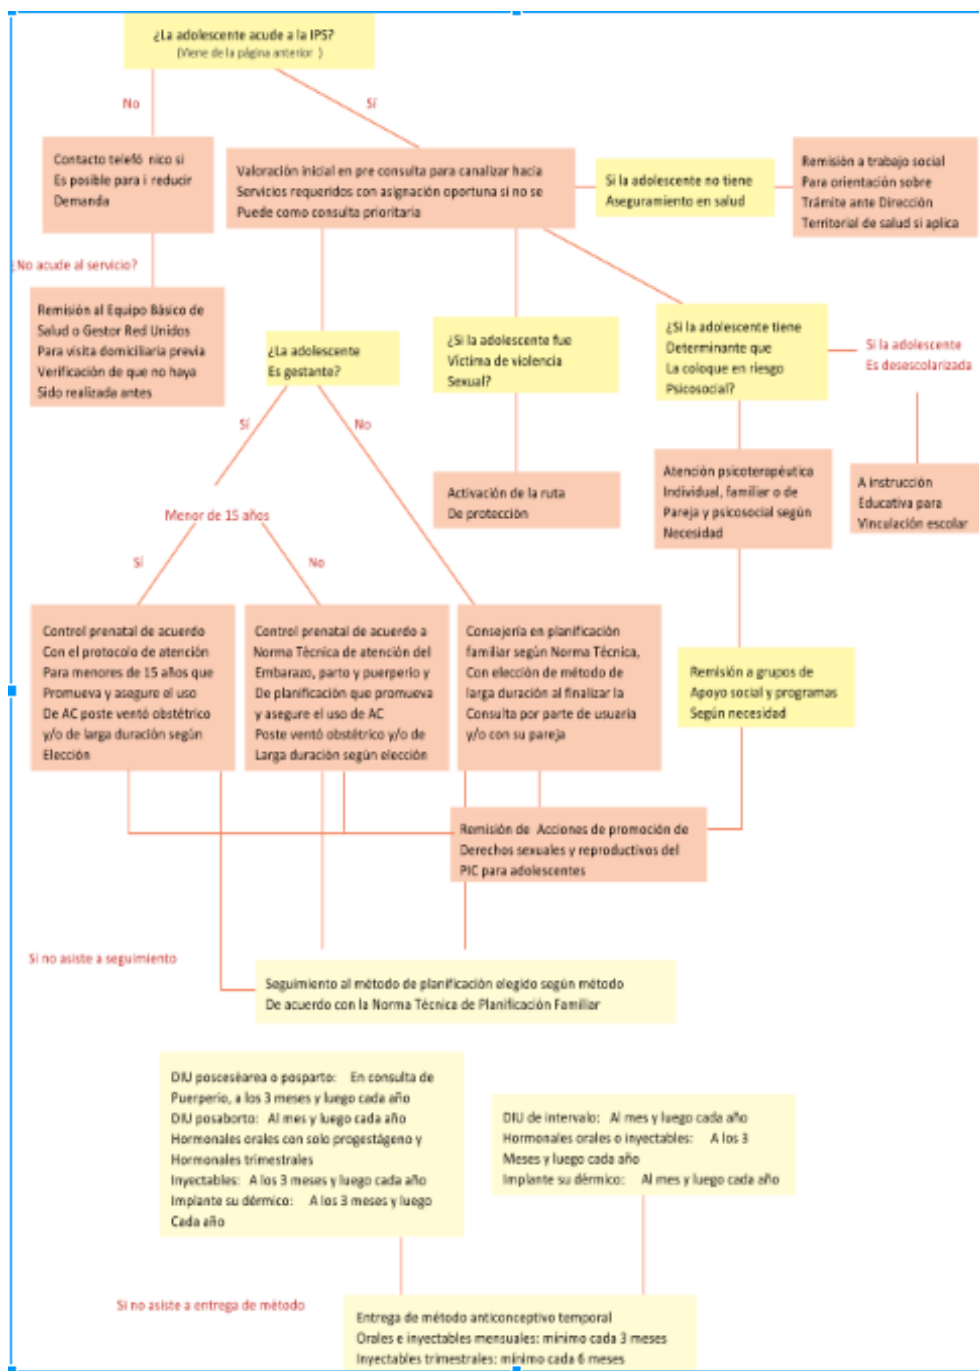 ¿La adolescente acude a la IPS?
(Viene de la página anterior )
No
Sí
Contacto telefó nico si
Es posible para i reducir
Demanda
Valoración inicial en pre consulta para canalizar hacia
Servicios requeridos con asignación oportuna si no se
Puede como consulta prioritaria
Si la adolescente no tiene
Aseguramiento en salud
Remisión a trabajo social
Para orientación sobre
Trámite ante Dirección
Territorial de salud si aplica
¿No acude al servicio?
Remisión al Equipo Básico de
Salud o Gestor Red Unidos
Para visita domiciliaria previa
Verificación de que no haya
Sido realizada antes
¿La adolescente
Es gestante?
¿Si la adolescente fue
Víctima de violencia
Sexual?
¿Si la adolescente tiene
Determinante que
La coloque en riesgo
Psicosocial?
Si la adolescente
Es desescolarizada
Sí
No
Activación de la ruta
De protección
Atención psicoterapéutica
Individual, familiar o de
Pareja y psicosocial según
Necesidad
A instrucción
Educativa para
Vinculación escolar
Menor de 15 años
Sí
No
Control prenatal de acuerdo
Con el protocolo de atención
Para menores de 15 años que
Promueva y asegure el uso
De AC poste ventó obstétrico
y/o de larga duración según
Elección
Control prenatal de acuerdo a
Norma Técnica de atención del
Embarazo, parto y puerperio y
De planificación que promueva
y asegure el uso de AC
Poste ventó obstétrico y/o de
Larga duración según elección
Consejería en planificación
familiar según Norma Técnica,
Con elección de método de
larga duración al finalizar la
Consulta por parte de usuaria
y/o con su pareja
Remisión a grupos de
Apoyo social y programas
Según necesidad
Remisión de Acciones de promoción de
Derechos sexuales y reproductivos del
PIC para adolescentes
Si no asiste a seguimiento
Seguimiento al método de planificación elegido según método
De acuerdo con la Norma Técnica de Planificación Familiar
DIU poscesérea o posparto: En consulta de
Puerperio, a los 3 meses y luego cada año
DIU posaborto: Al mes y luego cada año
Hormonales orales con solo progestágeno y
Hormonales trimestrales
Inyectables: A los 3 meses y luego cada año
Implante su dérmico: A los 3 meses y luego
Cada año
DIU de intervalo: Al mes y luego cada año
Hormonales orales o inyectables: A los 3
Meses y luego cada año
Implante su dérmico: Al mes y luego cada año
Si no asiste a entrega de método
Entrega de método anticonceptivo temporal
Orales e inyectables mensuales: mínimo cada 3 meses
Inyectables trimestrales: mínimo cada 6 meses